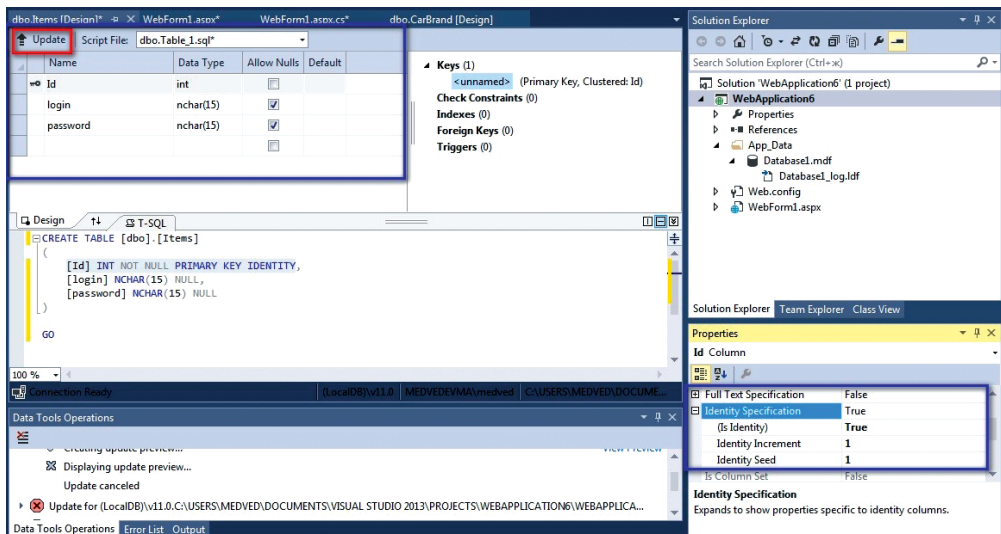 dbo.Items [Design]* WebForm1.aspx* WebForm1.aspx.cs* dbo.CarBrand [Design]
Update Script File: dbo.Table_1.sql*
Name Data Type Allow Nulls Default
Id int
login nchar(15)
password nchar(15)
Keys (1)
<unnamed> (Primary Key, Clustered: Id)
Check Constraints (0)
Indexes (0)
Foreign Keys (0)
Triggers (0)
Design T-SQL
CREATE TABLE [dbo].[Items]
(
[Id] INT NOT NULL PRIMARY KEY IDENTITY,
[login] NCHAR(15) NULL,
[password] NCHAR(15) NULL
)
GO
100 %
Connection Ready (LocalDB)\v11.0 MEDVEDEVMA\medved C:\USERS\MEDVED\DOCUME...
Data Tools Operations
Creating update preview... View Preview
Displaying update preview...
Update canceled
Update for (LocalDB)\v11.0.C:\USERS\MEDVED\DOCUMENTS\VISUAL STUDIO 2013\PROJECTS\WEBAPPLICATION6\WEBAPPLICA...
Data Tools Operations Error List Output
Solution Explorer
Search Solution Explorer (Ctrl+ж)
Solution 'WebApplication6' (1 project)
WebApplication6
Properties
References
App_Data
Database1.mdf
Database1_log.ldf
Web.config
WebForm1.aspx
Solution Explorer Team Explorer Class View
Properties
Id Column
Full Text Specification False
Identity Specification True
(Is Identity) True
Identity Increment 1
Identity Seed 1
Is Column Set False
Identity Specification
Expands to show properties specific to identity columns.